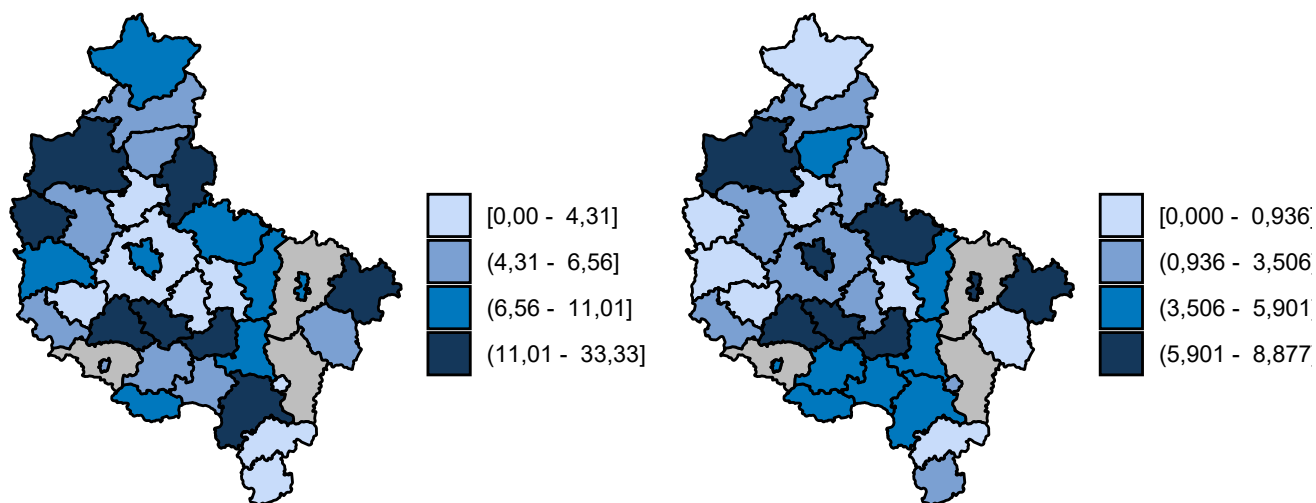 [0,00 - 4,31]
(4,31 - 6,56]
(6,56 - 11,01]
(11,01 - 33,33]
[0,000 - 0,936]
(0,936 - 3,506]
(3,506 - 5,901]
(5,901 - 8,877]